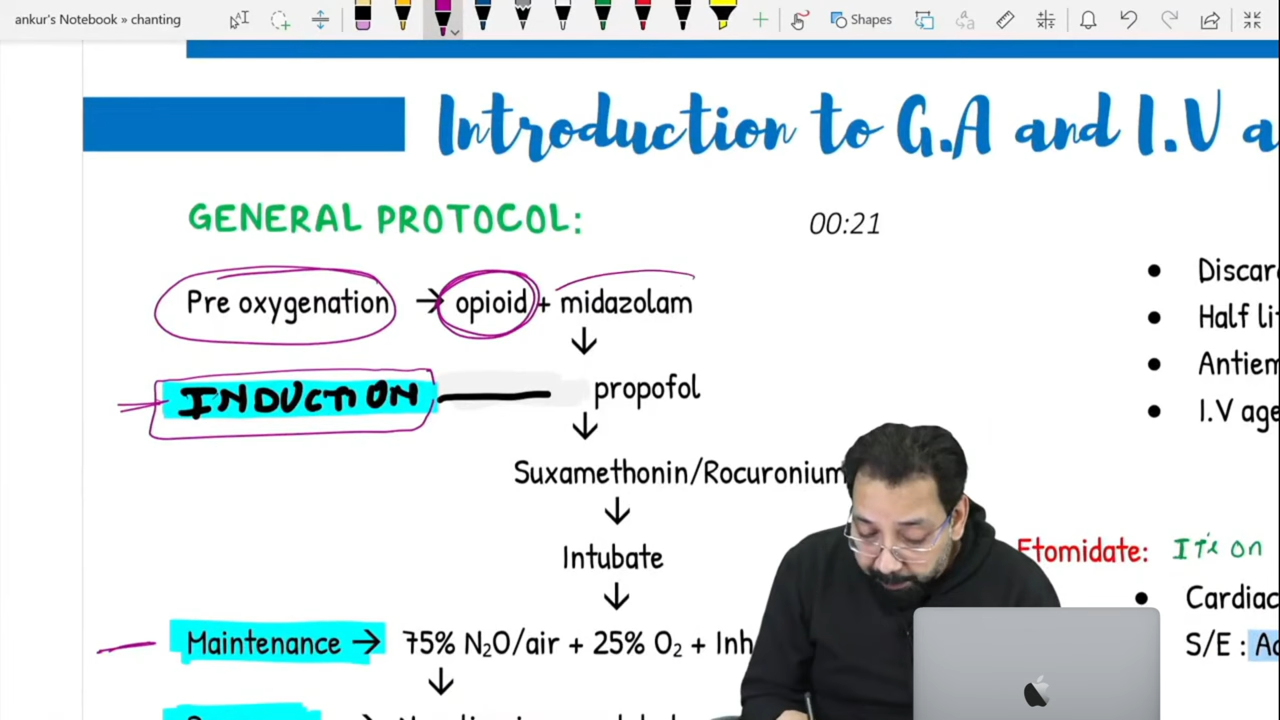 ankur's Notebook » chanting
Shapes
Introduction to G.A and I.V a
GENERAL PROTOCOL:
00:21
Pre oxygenation → opioid + midazolam
↓
INDUCTION propofol
↓
Suxamethonin/Rocuronium
↓
Intubate
↓
Maintenance → 75% N₂O/air + 25% O₂ + Inh
↓
• Discar
• Half li
• Antiem
• I.V age
Etomidate: It's on
• Cardiac
S/E : Ac